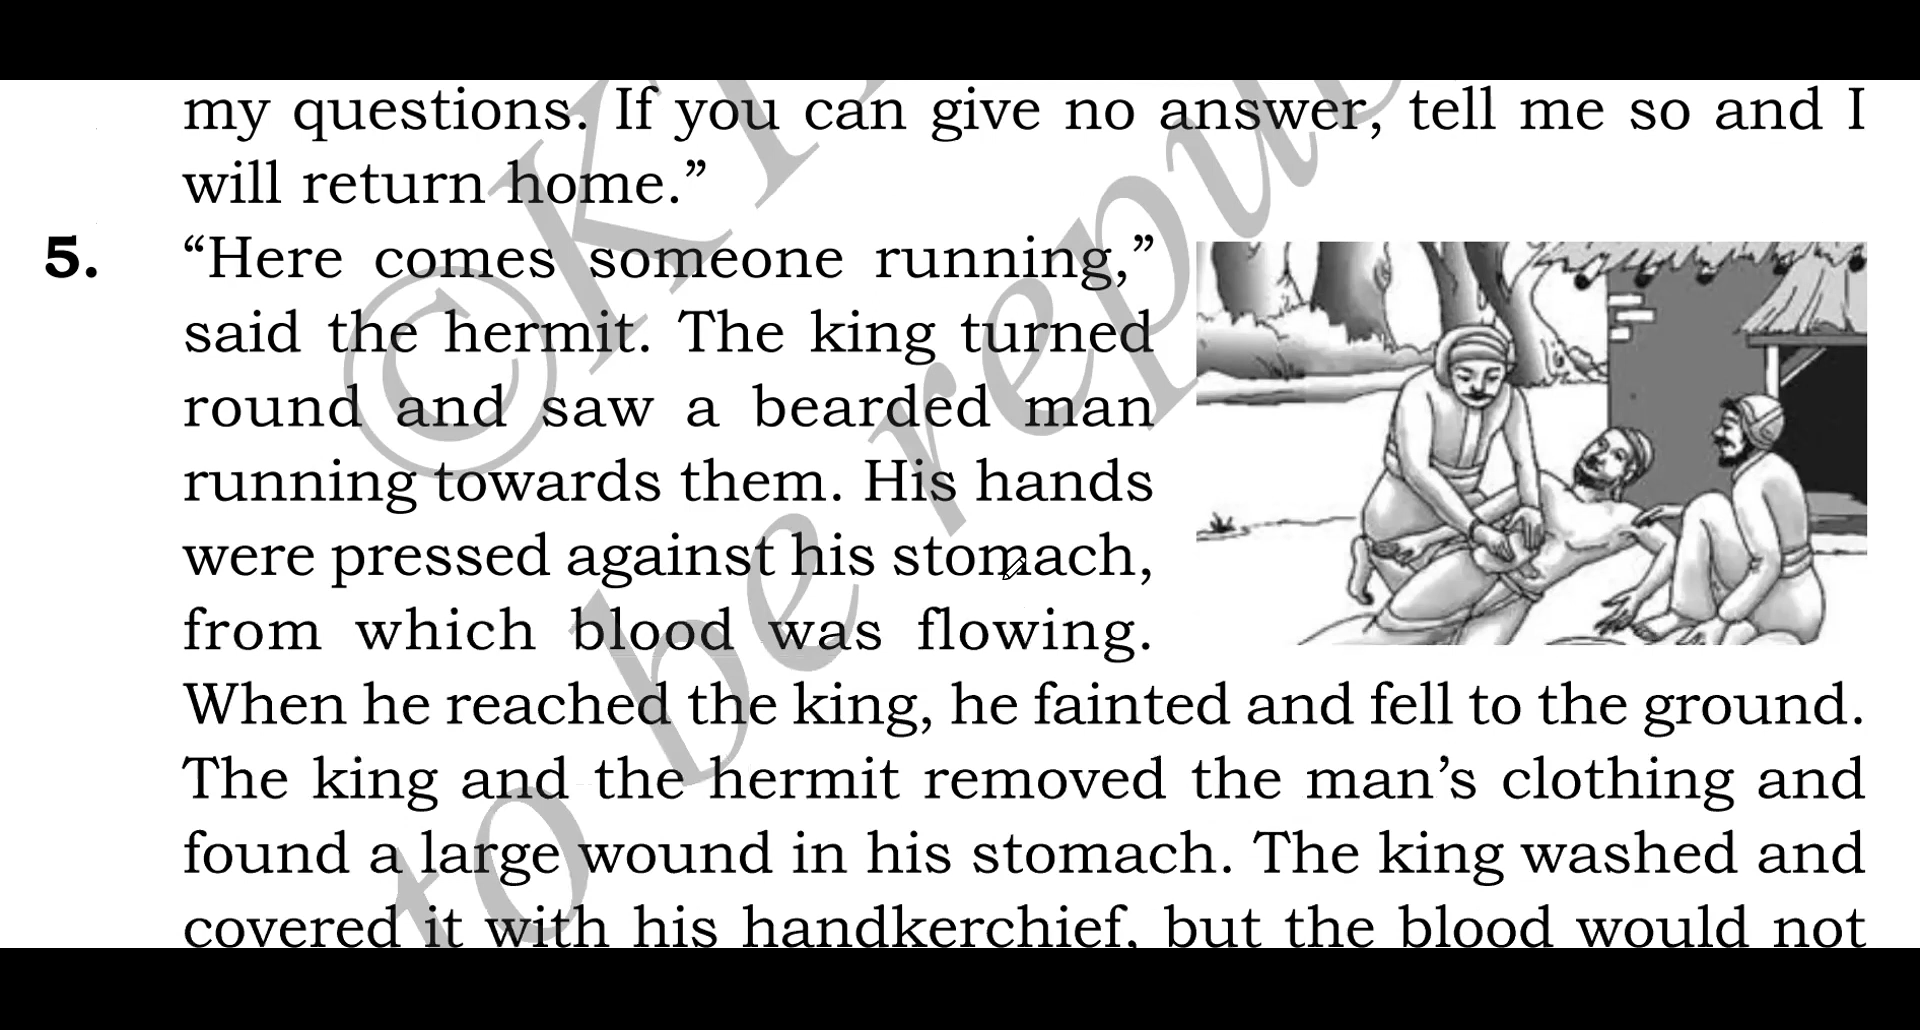 my questions. If you can give no answer, tell me so and I
will return home.”
5. “Here comes someone running,”
said the hermit. The king turned
round and saw a bearded man
running towards them. His hands
were pressed against his stomach,
from which blood was flowing.
When he reached the king, he fainted and fell to the ground.
The king and the hermit removed the man’s clothing and
found a large wound in his stomach. The king washed and
covered it with his handkerchief, but the blood would not
to be repu